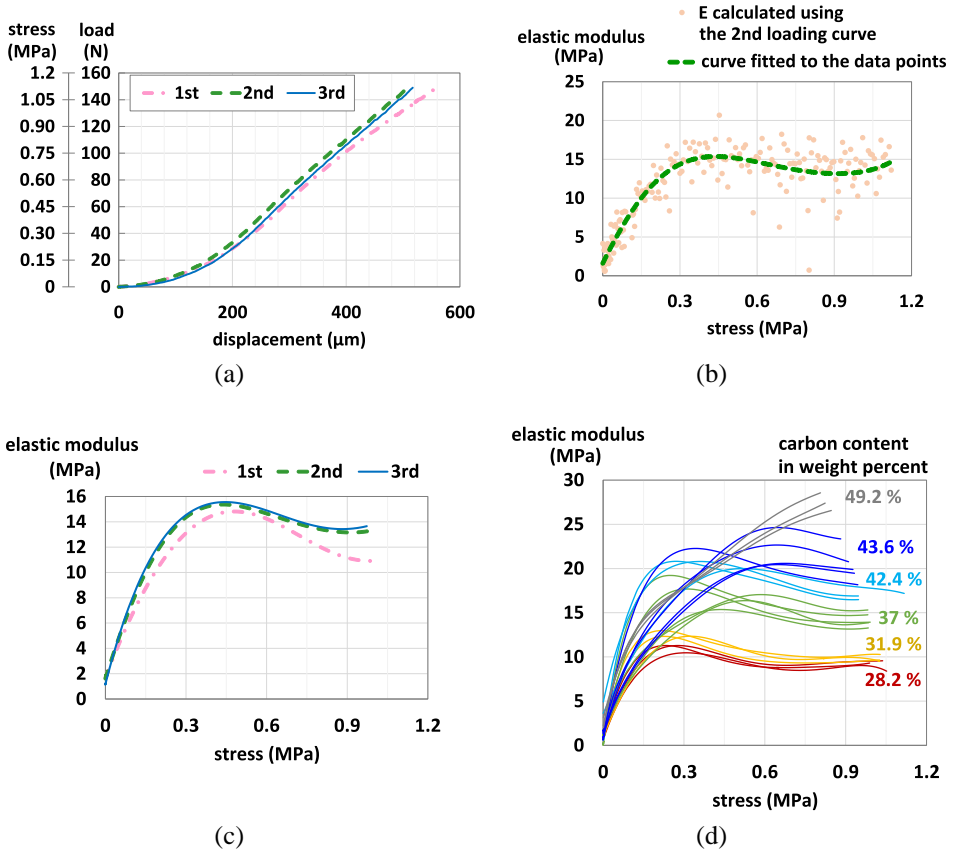 stress
(MPa)
load
(N)
1.2
1.05
0.90
0.75
0.60
0.45
0.30
0.15
0
160
140
120
100
80
60
40
20
0
1st 2nd 3rd
0 200 400 600
displacement (µm)
(a)
E calculated using
the 2nd loading curve
curve fitted to the data points
elastic modulus
(MPa)
25
20
15
10
5
0
0 0.3 0.6 0.9 1.2
stress (MPa)
(b)
elastic modulus
(MPa)
1st 2nd 3rd
16
14
12
10
8
6
4
2
0
0 0.3 0.6 0.9 1.2
stress (MPa)
(c)
elastic modulus
(MPa)
carbon content
in weight percent
30
25
20
15
10
5
0
49.2 %
43.6 %
42.4 %
37 %
31.9 %
28.2 %
0 0.3 0.6 0.9 1.2
stress (MPa)
(d)